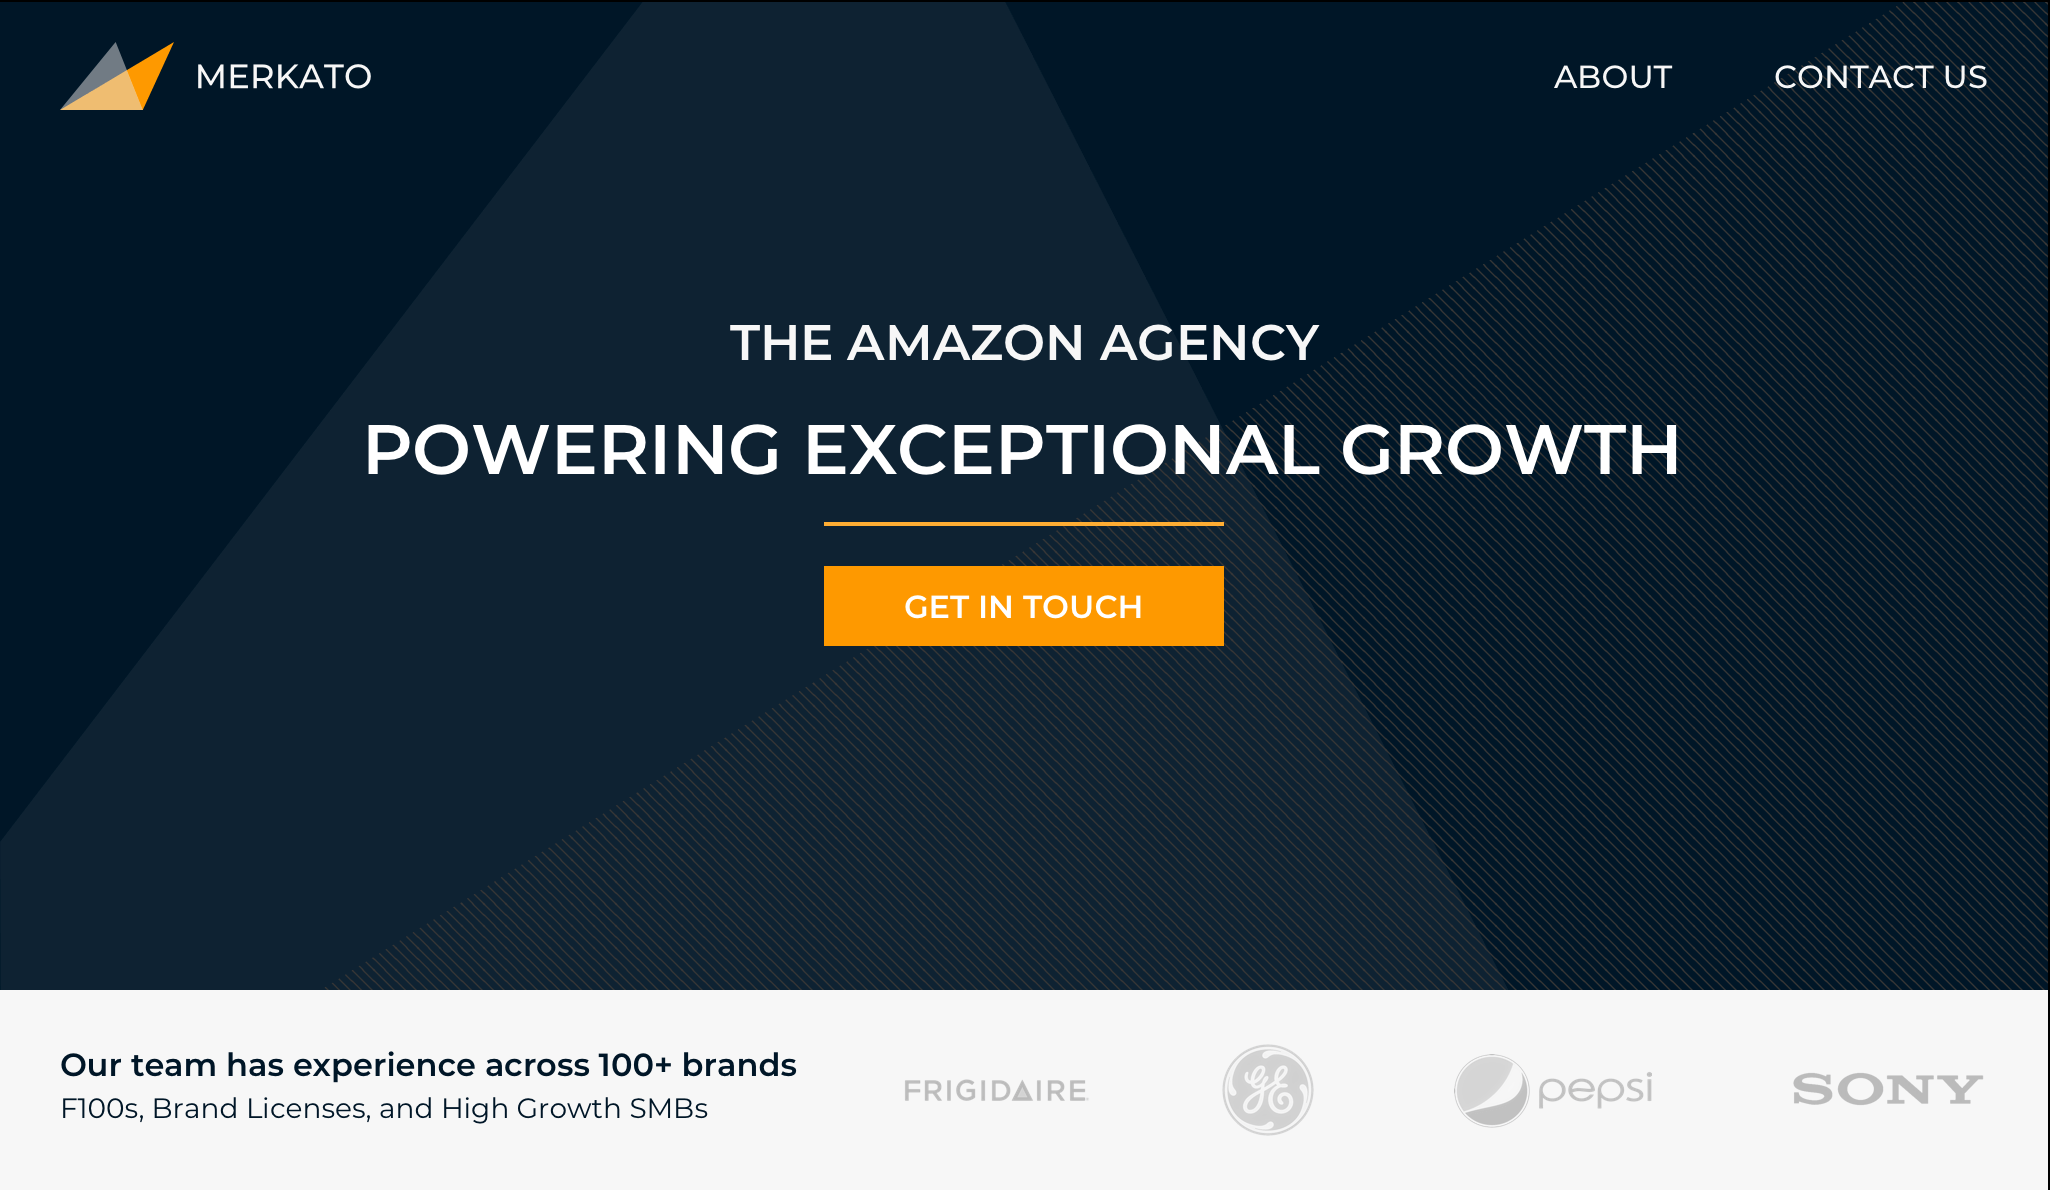 MERKATO
ABOUT
CONTACT US
THE AMAZON AGENCY
POWERING EXCEPTIONAL GROWTH
GET IN TOUCH
Our team has experience across 100+ brands
F100s, Brand Licenses, and High Growth SMBs
FRIGIDAIRE
GE
pepsi
SONY